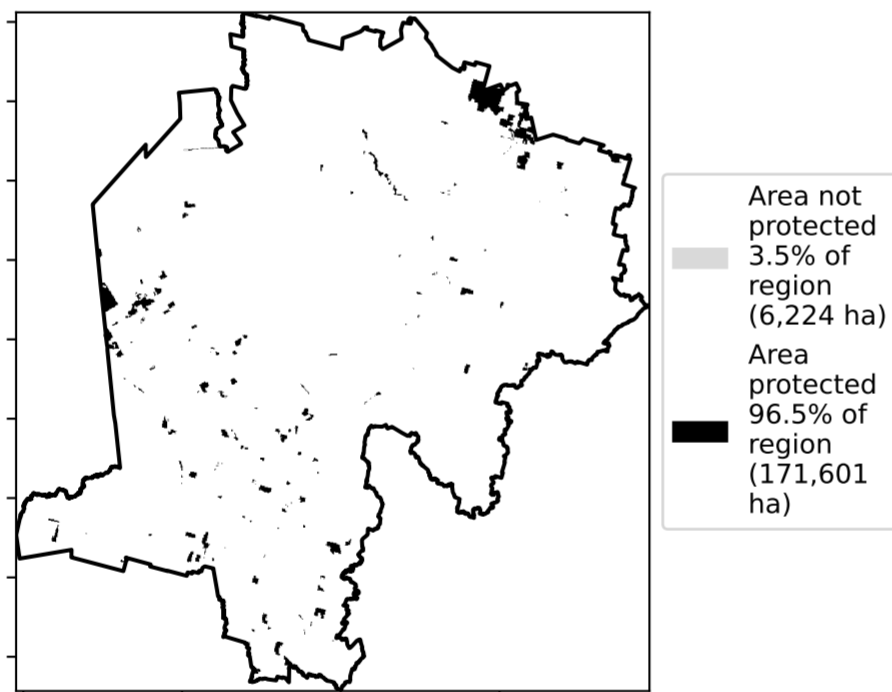 Area not
protected
3.5% of
region
(6,224 ha)
Area
protected
96.5% of
region
(171,601
ha)